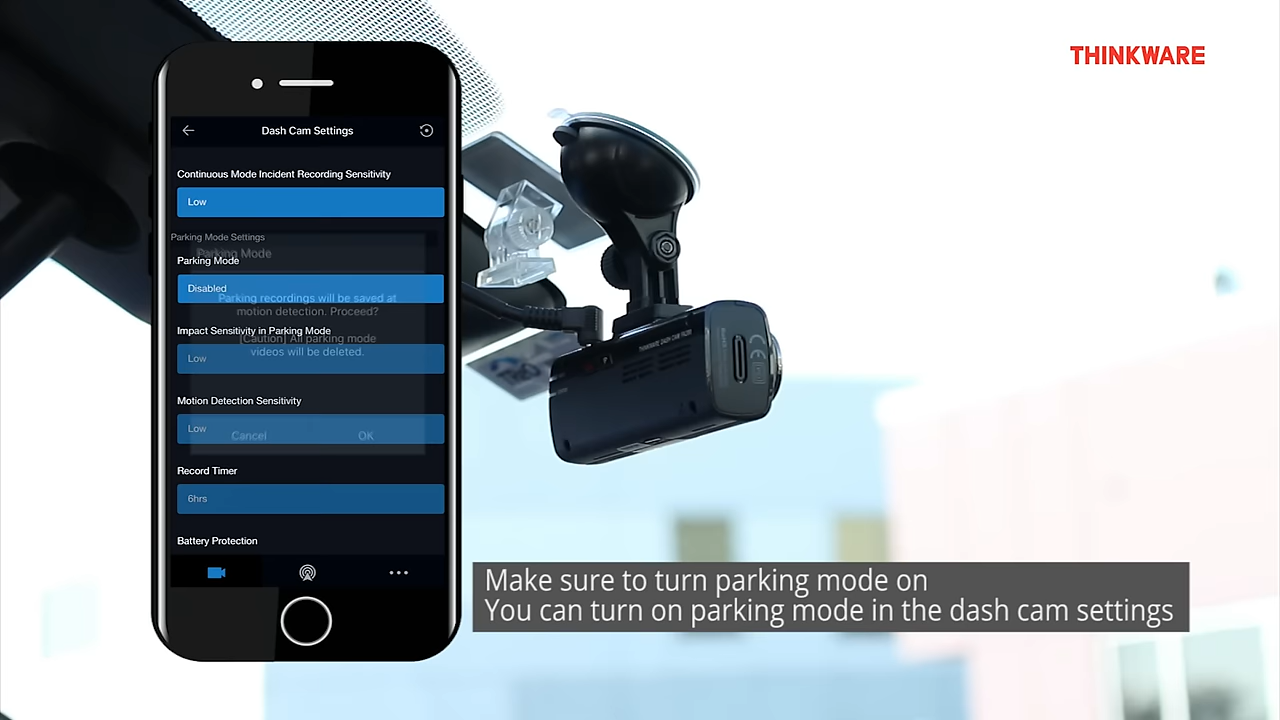 THINKWARE
Dash Cam Settings
Continuous Mode Incident Recording Sensitivity
Low
Parking Mode Settings
Parking Mode
Parking Mode
Disabled
Parking recordings will be saved at
motion detection. Proceed?
Impact Sensitivity in Parking Mode
[Caution] All parking mode
videos will be deleted.
Low
Motion Detection Sensitivity
Low
Cancel
OK
Record Timer
6hrs
Battery Protection
Make sure to turn parking mode on
You can turn on parking mode in the dash cam settings
CE